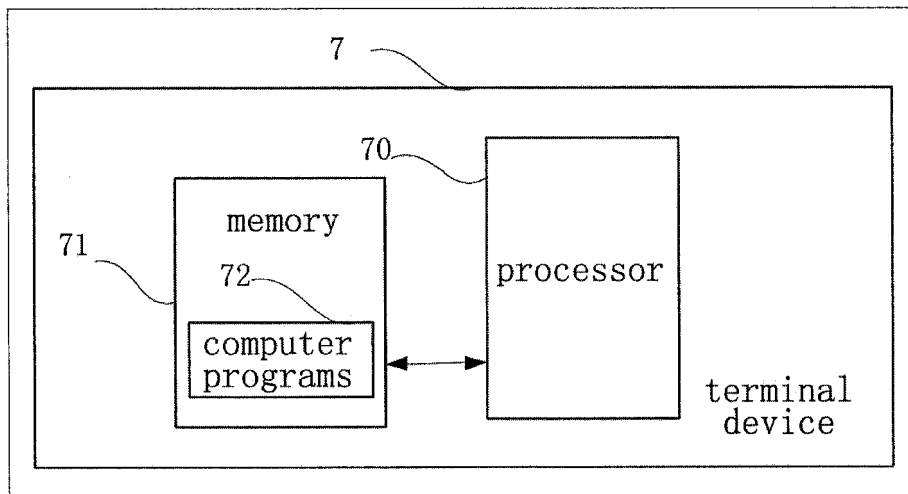 7
70
memory
71
processor
72
computer
programs
terminal
device